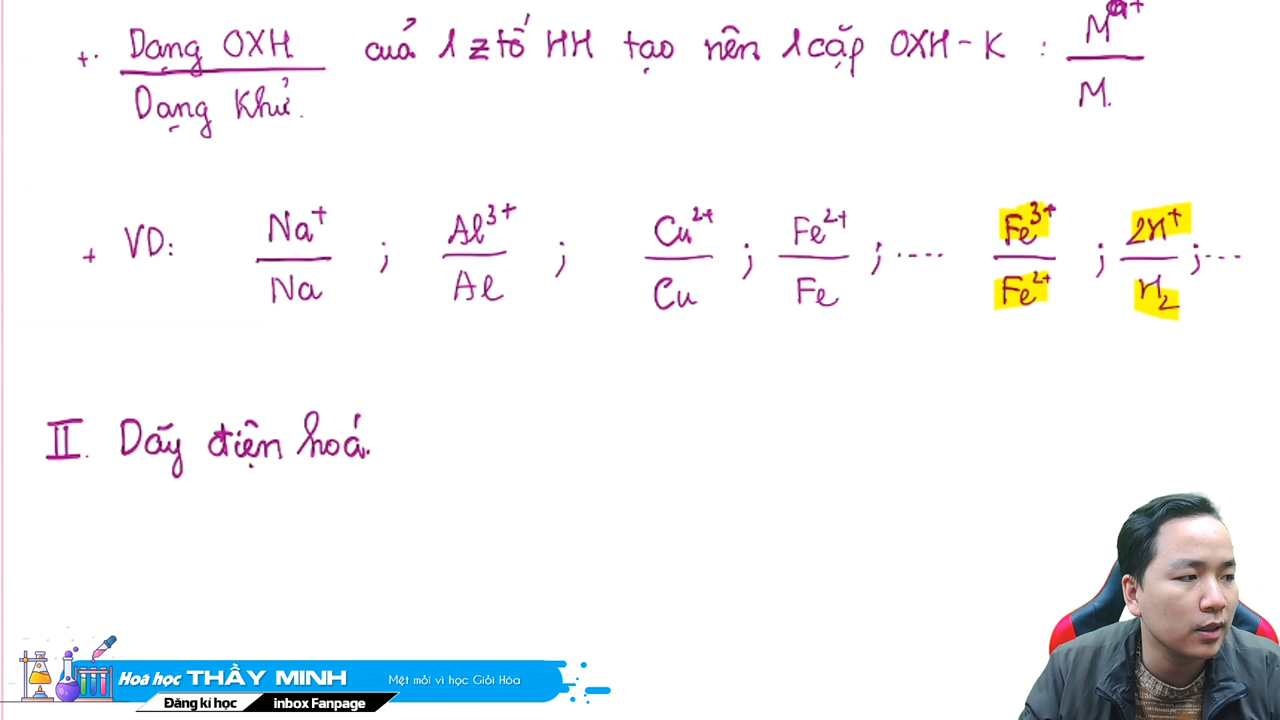 +. Dạng OXH / Dạng Khử. của 1 ztố HH tạo nên 1 cặp OXH - K : Mⁿ⁺ / M.
+ VD: Na⁺ / Na ; Al³⁺ / Al ; Cu²⁺ / Cu ; Fe²⁺ / Fe ; .... Fe³⁺ / Fe²⁺ ; 2H⁺ / H₂ ; ...
II. Dãy điện hoá.
Hoá học THẦY MINH
Mệt mỏi vì học Giỏi Hóa
Đăng kí học
inbox Fanpage